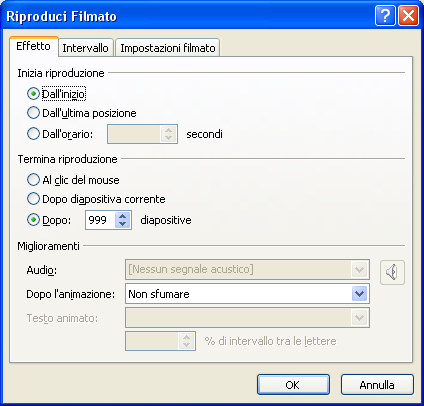 Riproduci Filmato
Effetto Intervallo Impostazioni filmato
Inizia riproduzione
Dall'inizio
Dall'ultima posizione
Dall'orario: secondi
Termina riproduzione
Al clic del mouse
Dopo diapositiva corrente
Dopo: 999 diapositive
Miglioramenti
Audio: [Nessun segnale acustico]
Dopo l'animazione: Non sfumare
Testo animato:
% di intervallo tra le lettere
OK Annulla